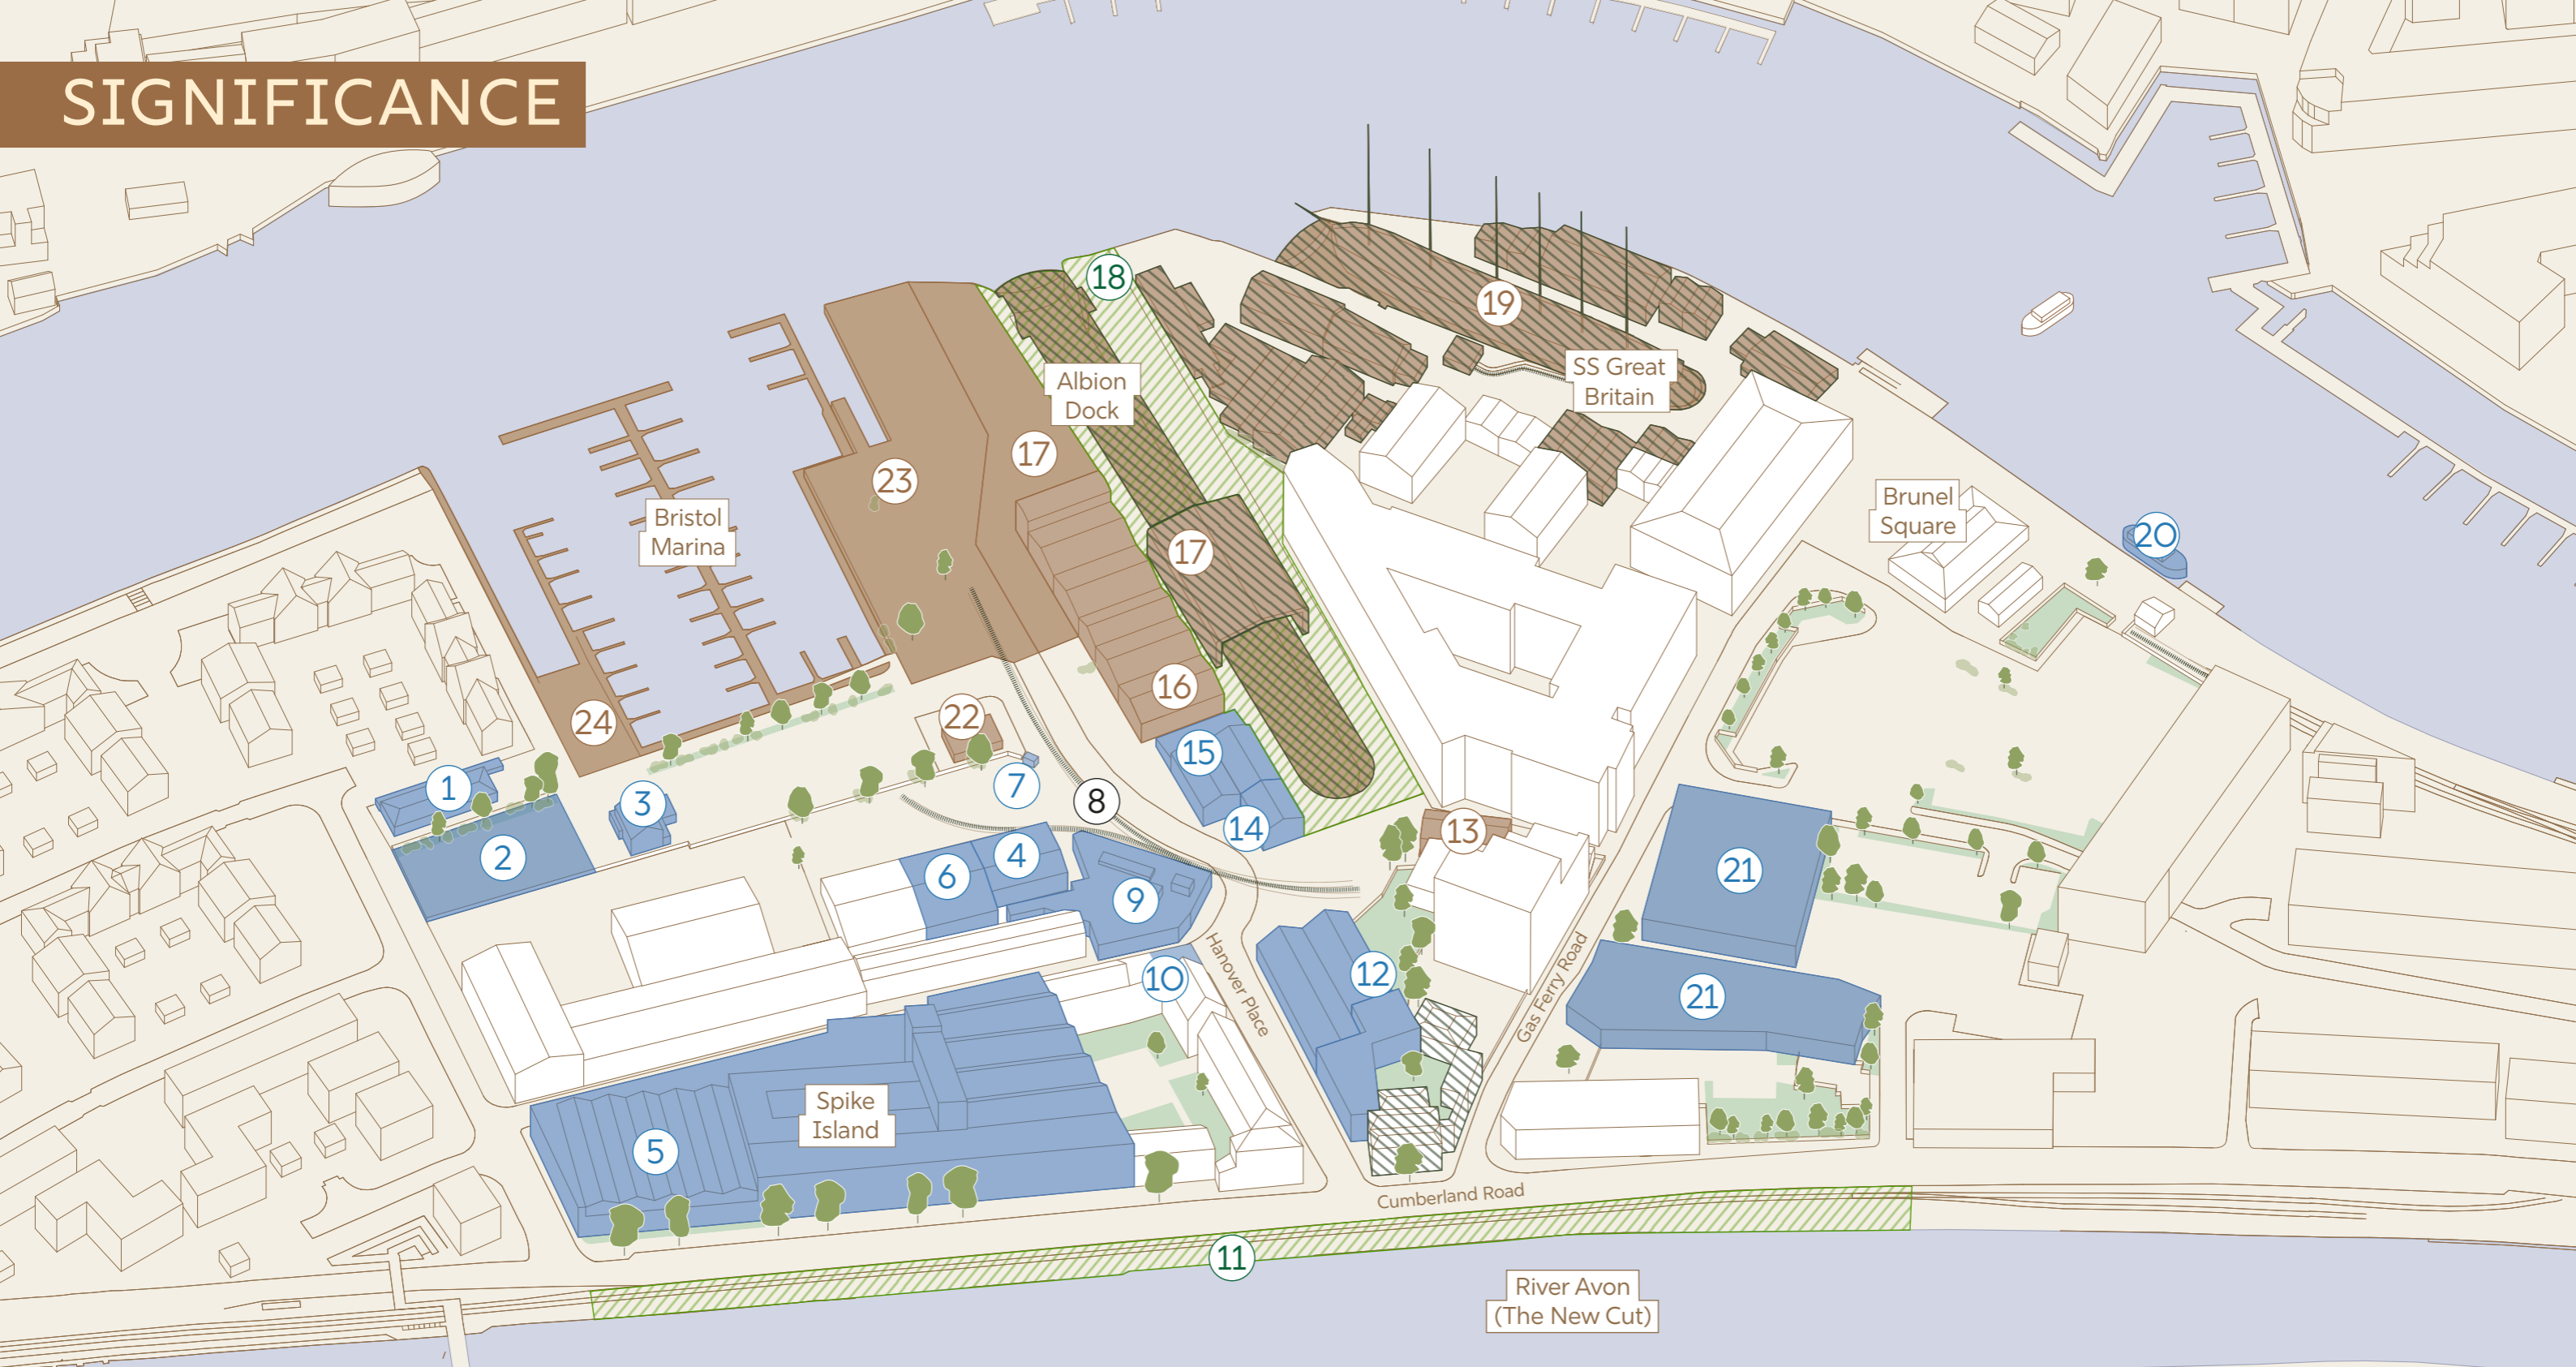 SIGNIFICANCE
18
19
SS Great
Britain
Albion
Dock
17
23
Bristol
Marina
17
Brunel
Square
20
16
24
22
15
1
3
7
8
14
13
2
6
4
9
21
12
10
21
Hanover Place
Gas Ferry Road
Spike
Island
5
Cumberland Road
11
River Avon
(The New Cut)